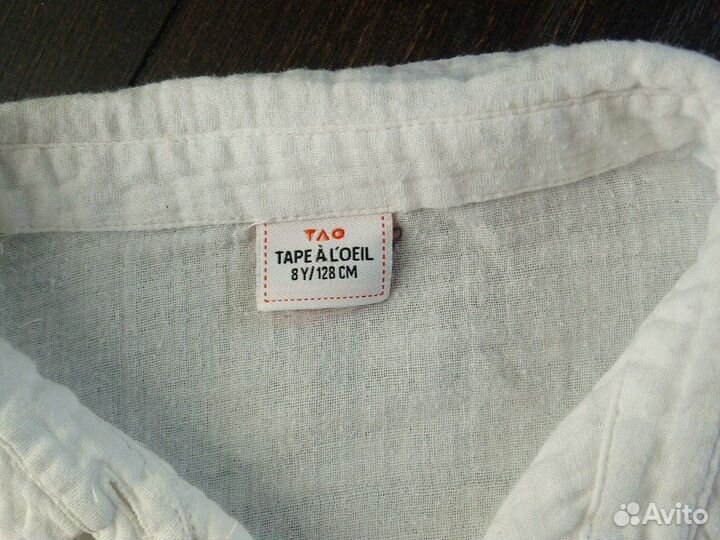 TAO
TAPE À L'OEIL
8 Y/128 CM
Avito